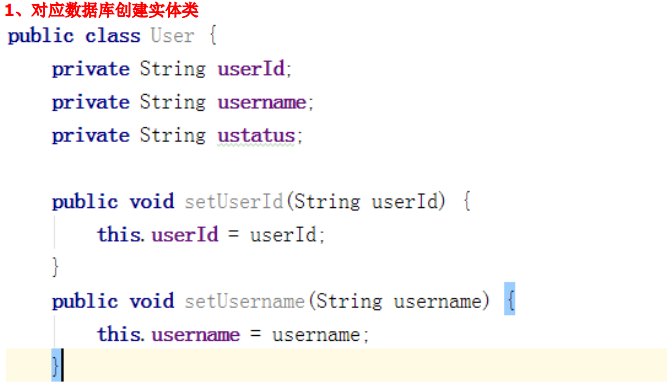 1、对应数据库创建实体类
public class User {
private String userId;
private String username;
private String ustatus;
public void setUserId(String userId) {
this.userId = userId;
}
public void setUsername(String username) {
this.username = username;
}